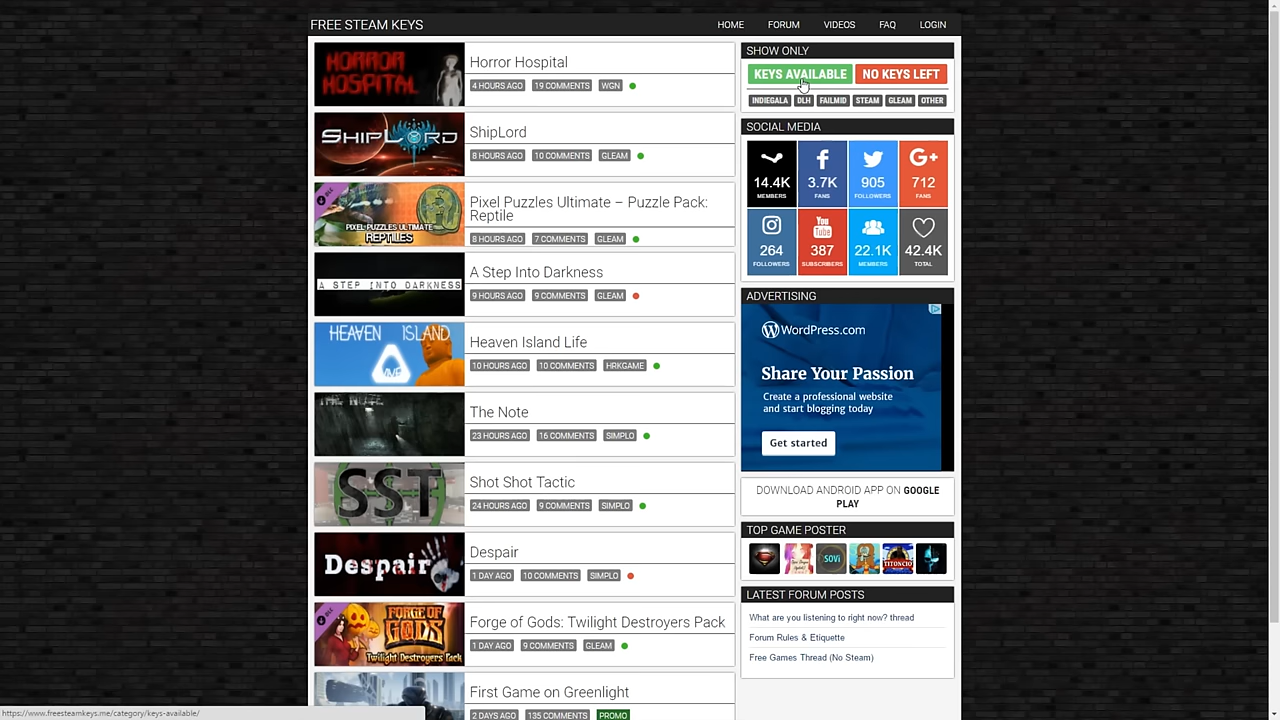 FREE STEAM KEYS
HOME FORUM VIDEOS FAQ LOGIN
HORROR HOSPITAL
Horror Hospital
4 HOURS AGO 19 COMMENTS WGN
SHIPLORD
ShipLord
8 HOURS AGO 10 COMMENTS GLEAM
DLC
PIXEL PUZZLES ULTIMATE
REPTILES
Pixel Puzzles Ultimate – Puzzle Pack:
Reptile
8 HOURS AGO 7 COMMENTS GLEAM
A STEP INTO DARKNESS
A Step Into Darkness
9 HOURS AGO 9 COMMENTS GLEAM
HEAVEN ISLAND
Heaven Island Life
10 HOURS AGO 10 COMMENTS HRKGAME
THE NOTE
The Note
23 HOURS AGO 16 COMMENTS SIMPLO
SST
Shot Shot Tactic
24 HOURS AGO 9 COMMENTS SIMPLO
Despair
Despair
1 DAY AGO 10 COMMENTS SIMPLO
DLC
FORGE OF GODS
Twilight Destroyers Pack
Forge of Gods: Twilight Destroyers Pack
1 DAY AGO 9 COMMENTS GLEAM
First Game on Greenlight
2 DAYS AGO 135 COMMENTS PROMO
SHOW ONLY
KEYS AVAILABLE NO KEYS LEFT
INDIEGALA DLH FAILMID STEAM GLEAM OTHER
SOCIAL MEDIA
14.4K 3.7K 905 712
MEMBERS FANS FOLLOWERS FANS
You Tube
264 387 22.1K 42.4K
FOLLOWERS SUBSCRIBERS MEMBERS TOTAL
ADVERTISING
WordPress.com
Share Your Passion
Create a professional website
and start blogging today
Get started
DOWNLOAD ANDROID APP ON GOOGLE
PLAY
TOP GAME POSTER
SOVI
TITONCIO
LATEST FORUM POSTS
What are you listening to right now? thread
Forum Rules & Etiquette
Free Games Thread (No Steam)
https://www.freesteamkeys.me/category/keys-available/